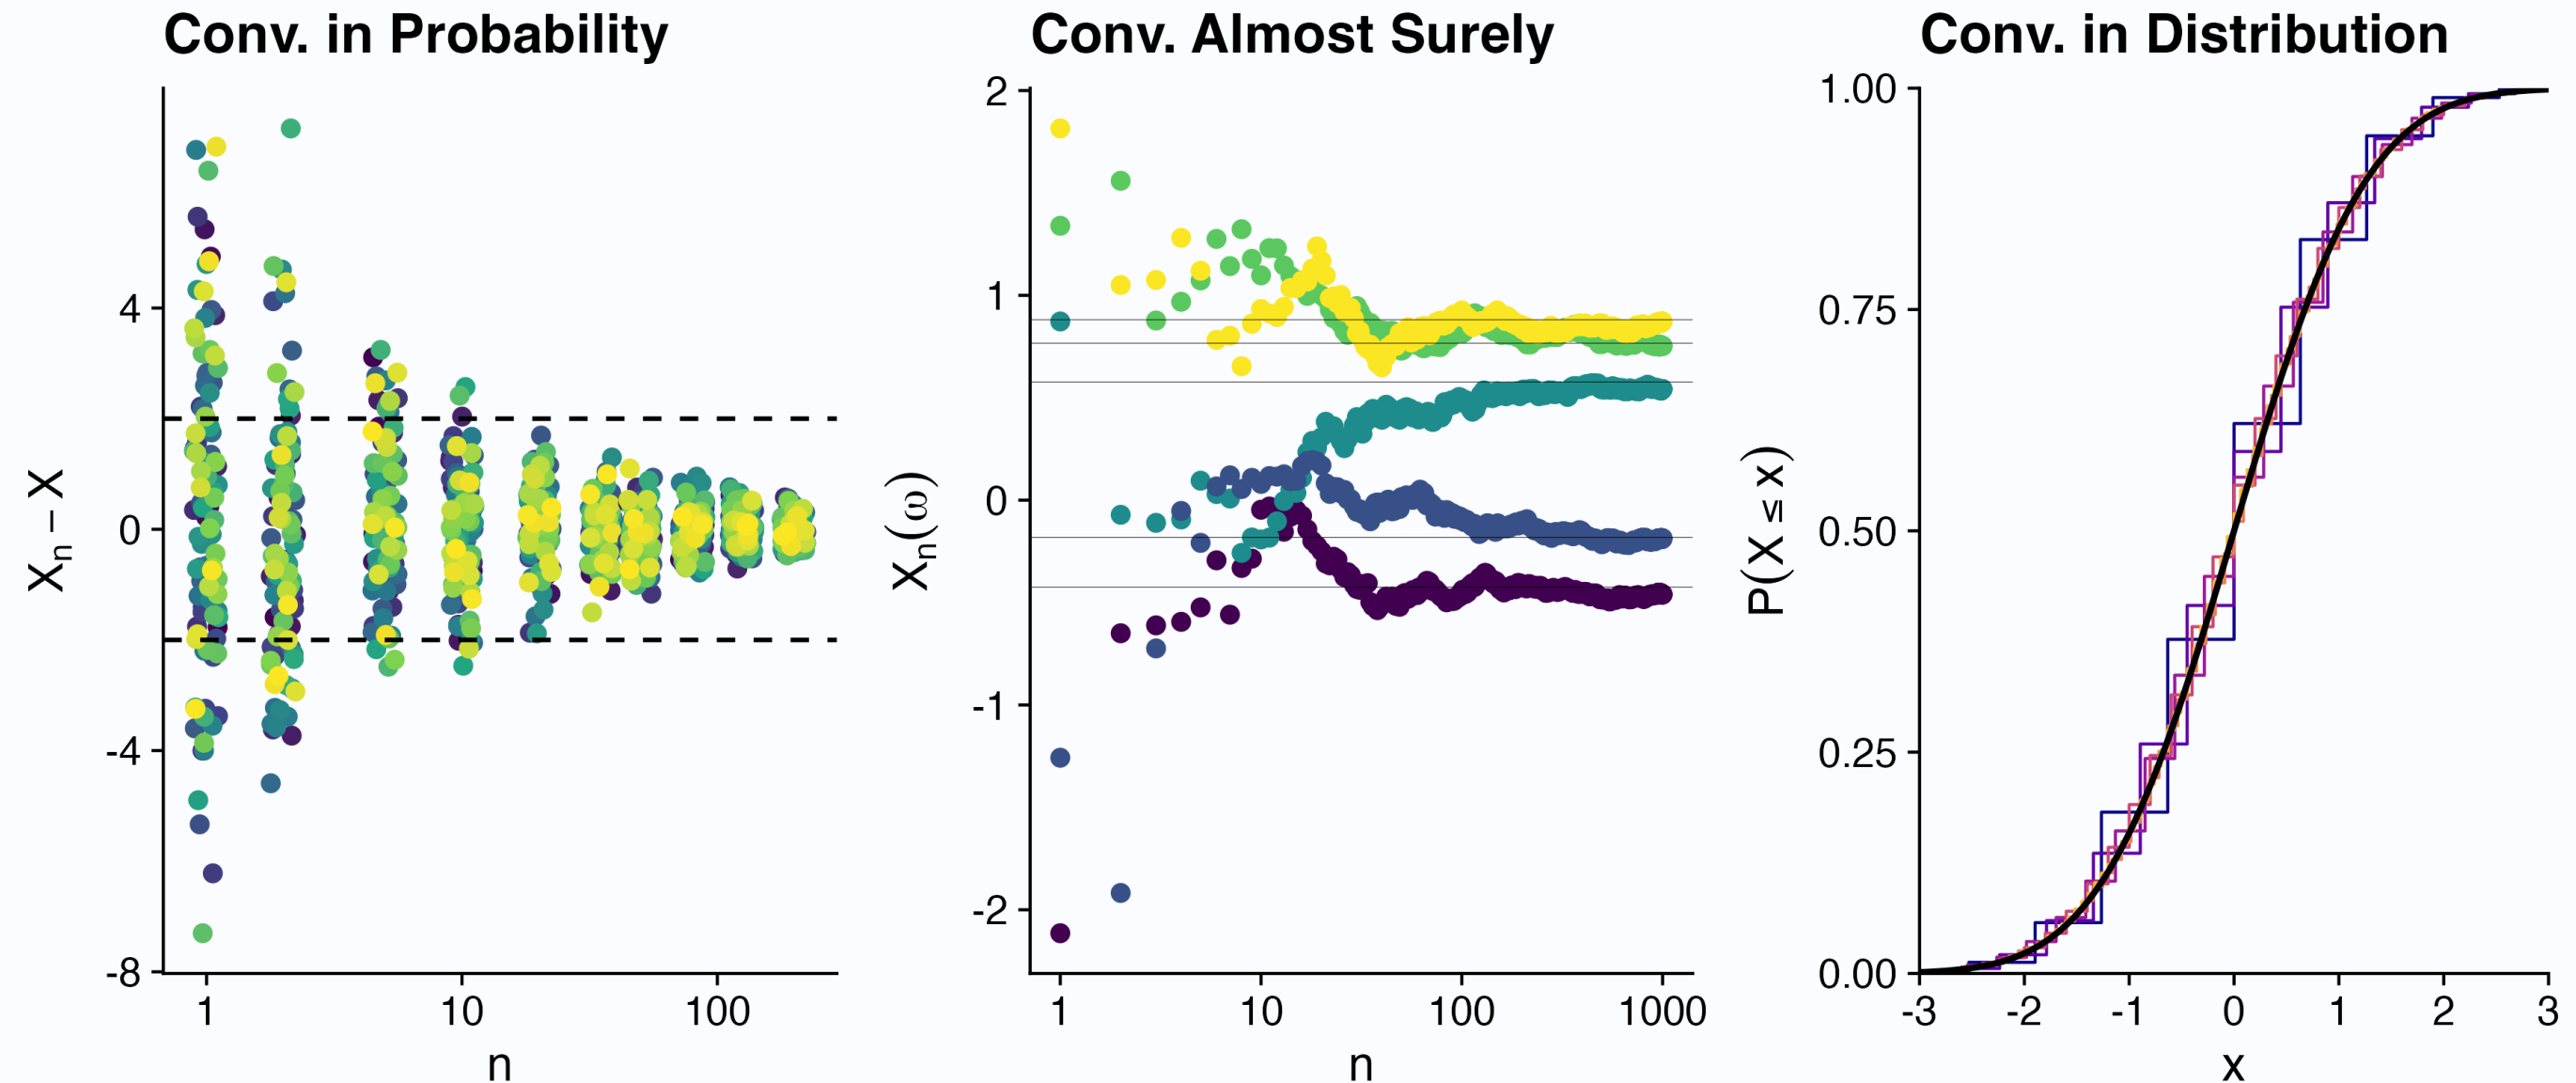 Conv. in Probability
Xn − X
4
0
-4
-8
1 10 100
n
Conv. Almost Surely
Xn(ω)
2
1
0
-1
-2
1 10 100 1000
n
Conv. in Distribution
P(X ≤ x)
1.00
0.75
0.50
0.25
0.00
-3 -2 -1 0 1 2 3
x